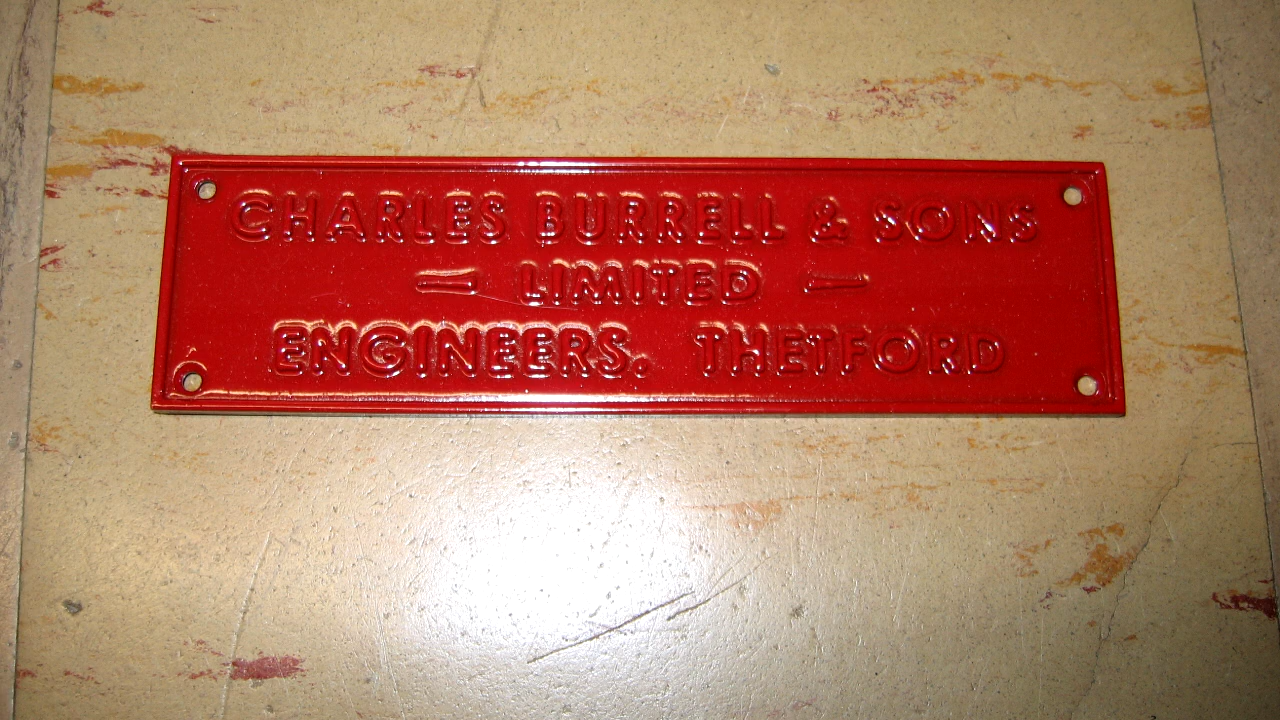 CHARLES BURRELL & SONS
— LIMITED —
ENGINEERS. THETFORD